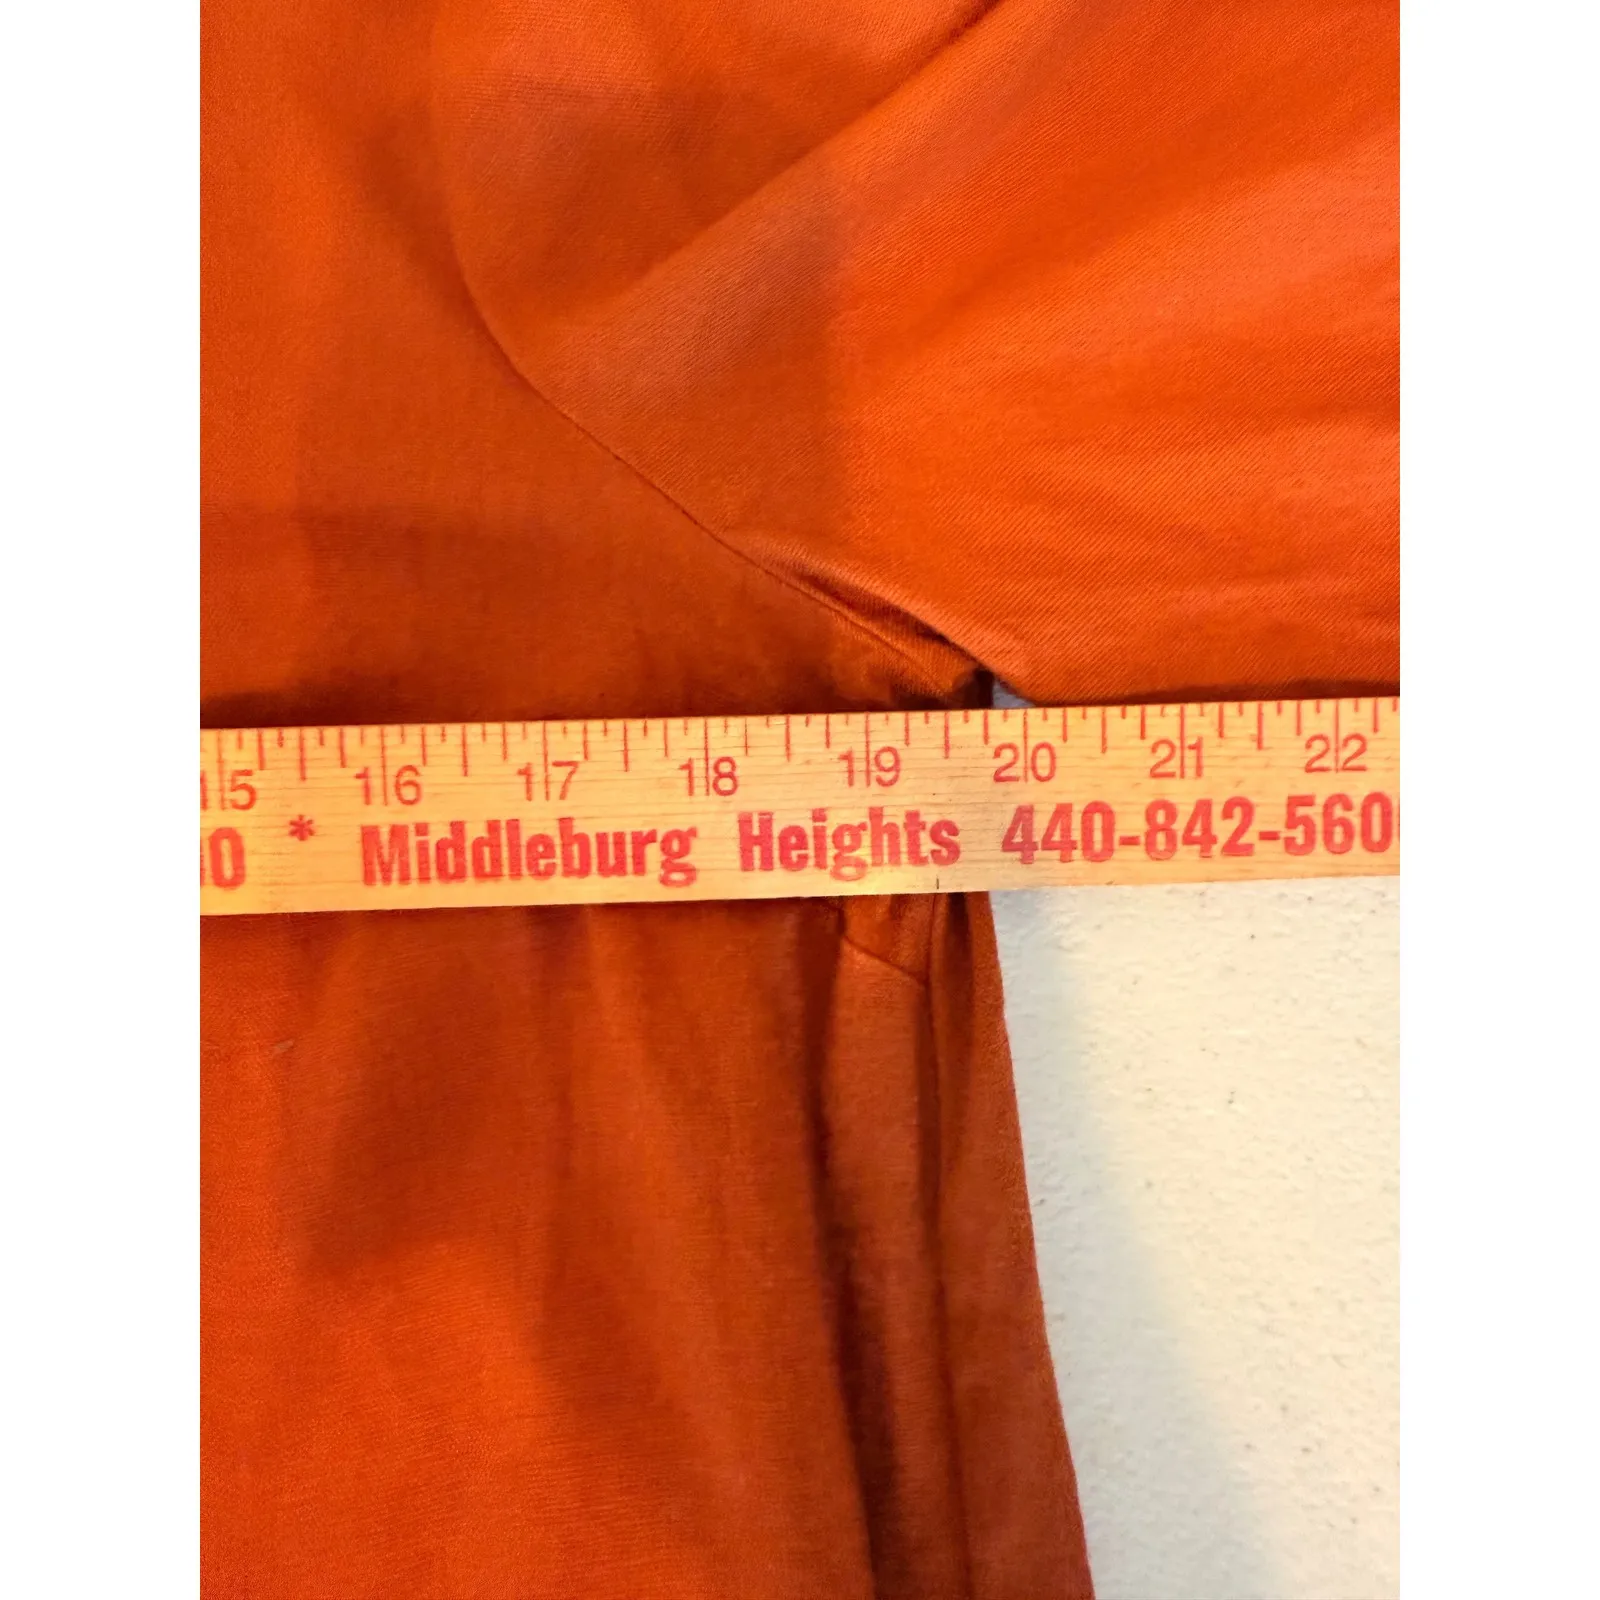 15 16 17 18 19 20 21 22
0 * Middleburg Heights 440-842-560